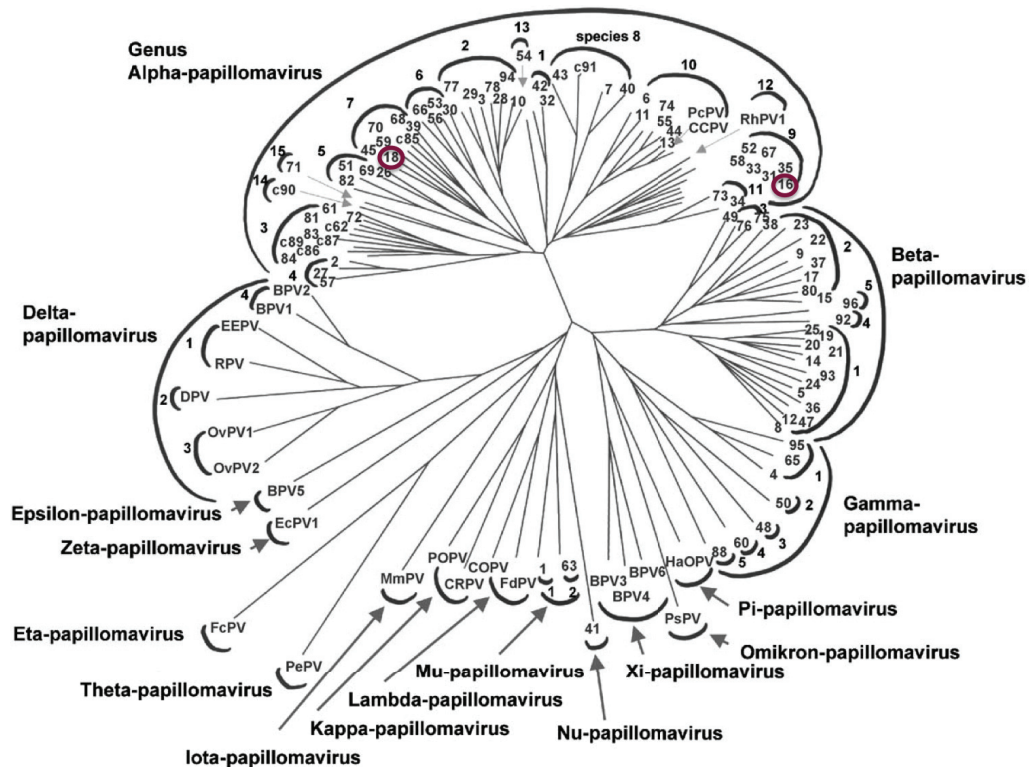 Genus
Alpha-papillomavirus
13
54
2
1
species 8
77
29
3
78
28
94
10
42
32
43
c91
7
40
10
6
11
74
55
44
13
PcPV
CCPV
12
RhPV1
9
52
67
58
33
31
35
16
11
73
34
6
66
53
30
56
7
70
68
39
59
c85
45
18
5
51
69
26
82
15
71
14
c90
3
61
81
72
c62
83
c89
c87
c86
84
4
2
27
57
Beta-
papillomavirus
3
49
75
76
38
23
2
22
9
37
17
80
15
5
96
92
4
25
19
20
21
14
93
1
24
5
36
12
47
8
Gamma-
papillomavirus
95
65
1
4
50
2
48
3
60
4
88
5
Delta-
papillomavirus
4
BPV2
BPV1
1
EEPV
RPV
2
DPV
3
OvPV1
OvPV2
BPV5
Epsilon-papillomavirus
EcPV1
Zeta-papillomavirus
FcPV
Eta-papillomavirus
PePV
Theta-papillomavirus
MmPV
Iota-papillomavirus
POPV
CRPV
Kappa-papillomavirus
COPV
FdPV
Lambda-papillomavirus
1
63
1
2
Mu-papillomavirus
41
Nu-papillomavirus
BPV3
BPV6
BPV4
Xi-papillomavirus
PsPV
Omikron-papillomavirus
HaOPV
Pi-papillomavirus